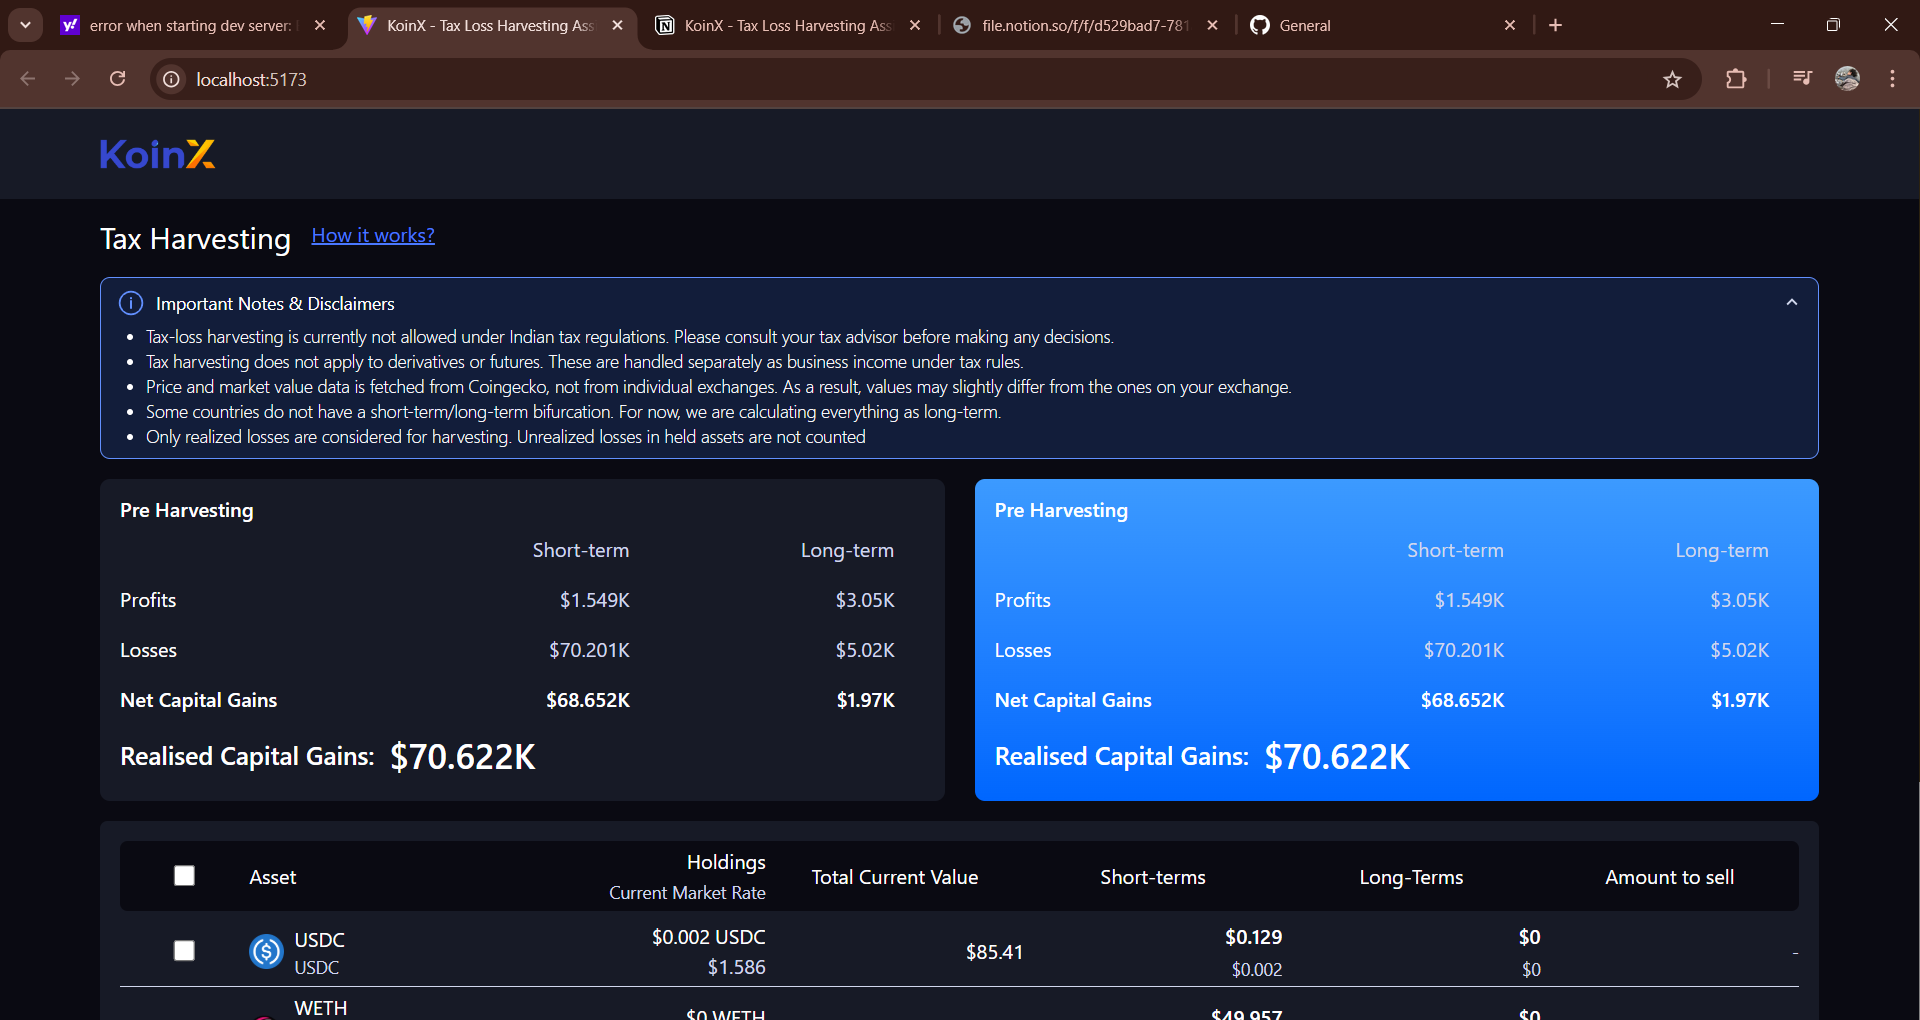 error when starting dev server:
KoinX - Tax Loss Harvesting Ass
KoinX - Tax Loss Harvesting Ass
file.notion.so/f/f/d529bad7-781
General
localhost:5173
KoinX
Tax Harvesting How it works?
Important Notes & Disclaimers
• Tax-loss harvesting is currently not allowed under Indian tax regulations. Please consult your tax advisor before making any decisions.
• Tax harvesting does not apply to derivatives or futures. These are handled separately as business income under tax rules.
• Price and market value data is fetched from Coingecko, not from individual exchanges. As a result, values may slightly differ from the ones on your exchange.
• Some countries do not have a short-term/long-term bifurcation. For now, we are calculating everything as long-term.
• Only realized losses are considered for harvesting. Unrealized losses in held assets are not counted
Pre Harvesting
Short-term Long-term
Profits $1.549K $3.05K
Losses $70.201K $5.02K
Net Capital Gains $68.652K $1.97K
Realised Capital Gains: $70.622K
Pre Harvesting
Short-term Long-term
Profits $1.549K $3.05K
Losses $70.201K $5.02K
Net Capital Gains $68.652K $1.97K
Realised Capital Gains: $70.622K
Asset Holdings Total Current Value Short-terms Long-Terms Amount to sell
Current Market Rate
USDC $0.002 USDC $85.41 $0.129 $0 -
USDC $1.586 $0.002 $0
WETH $0 WETH $49.957 $0